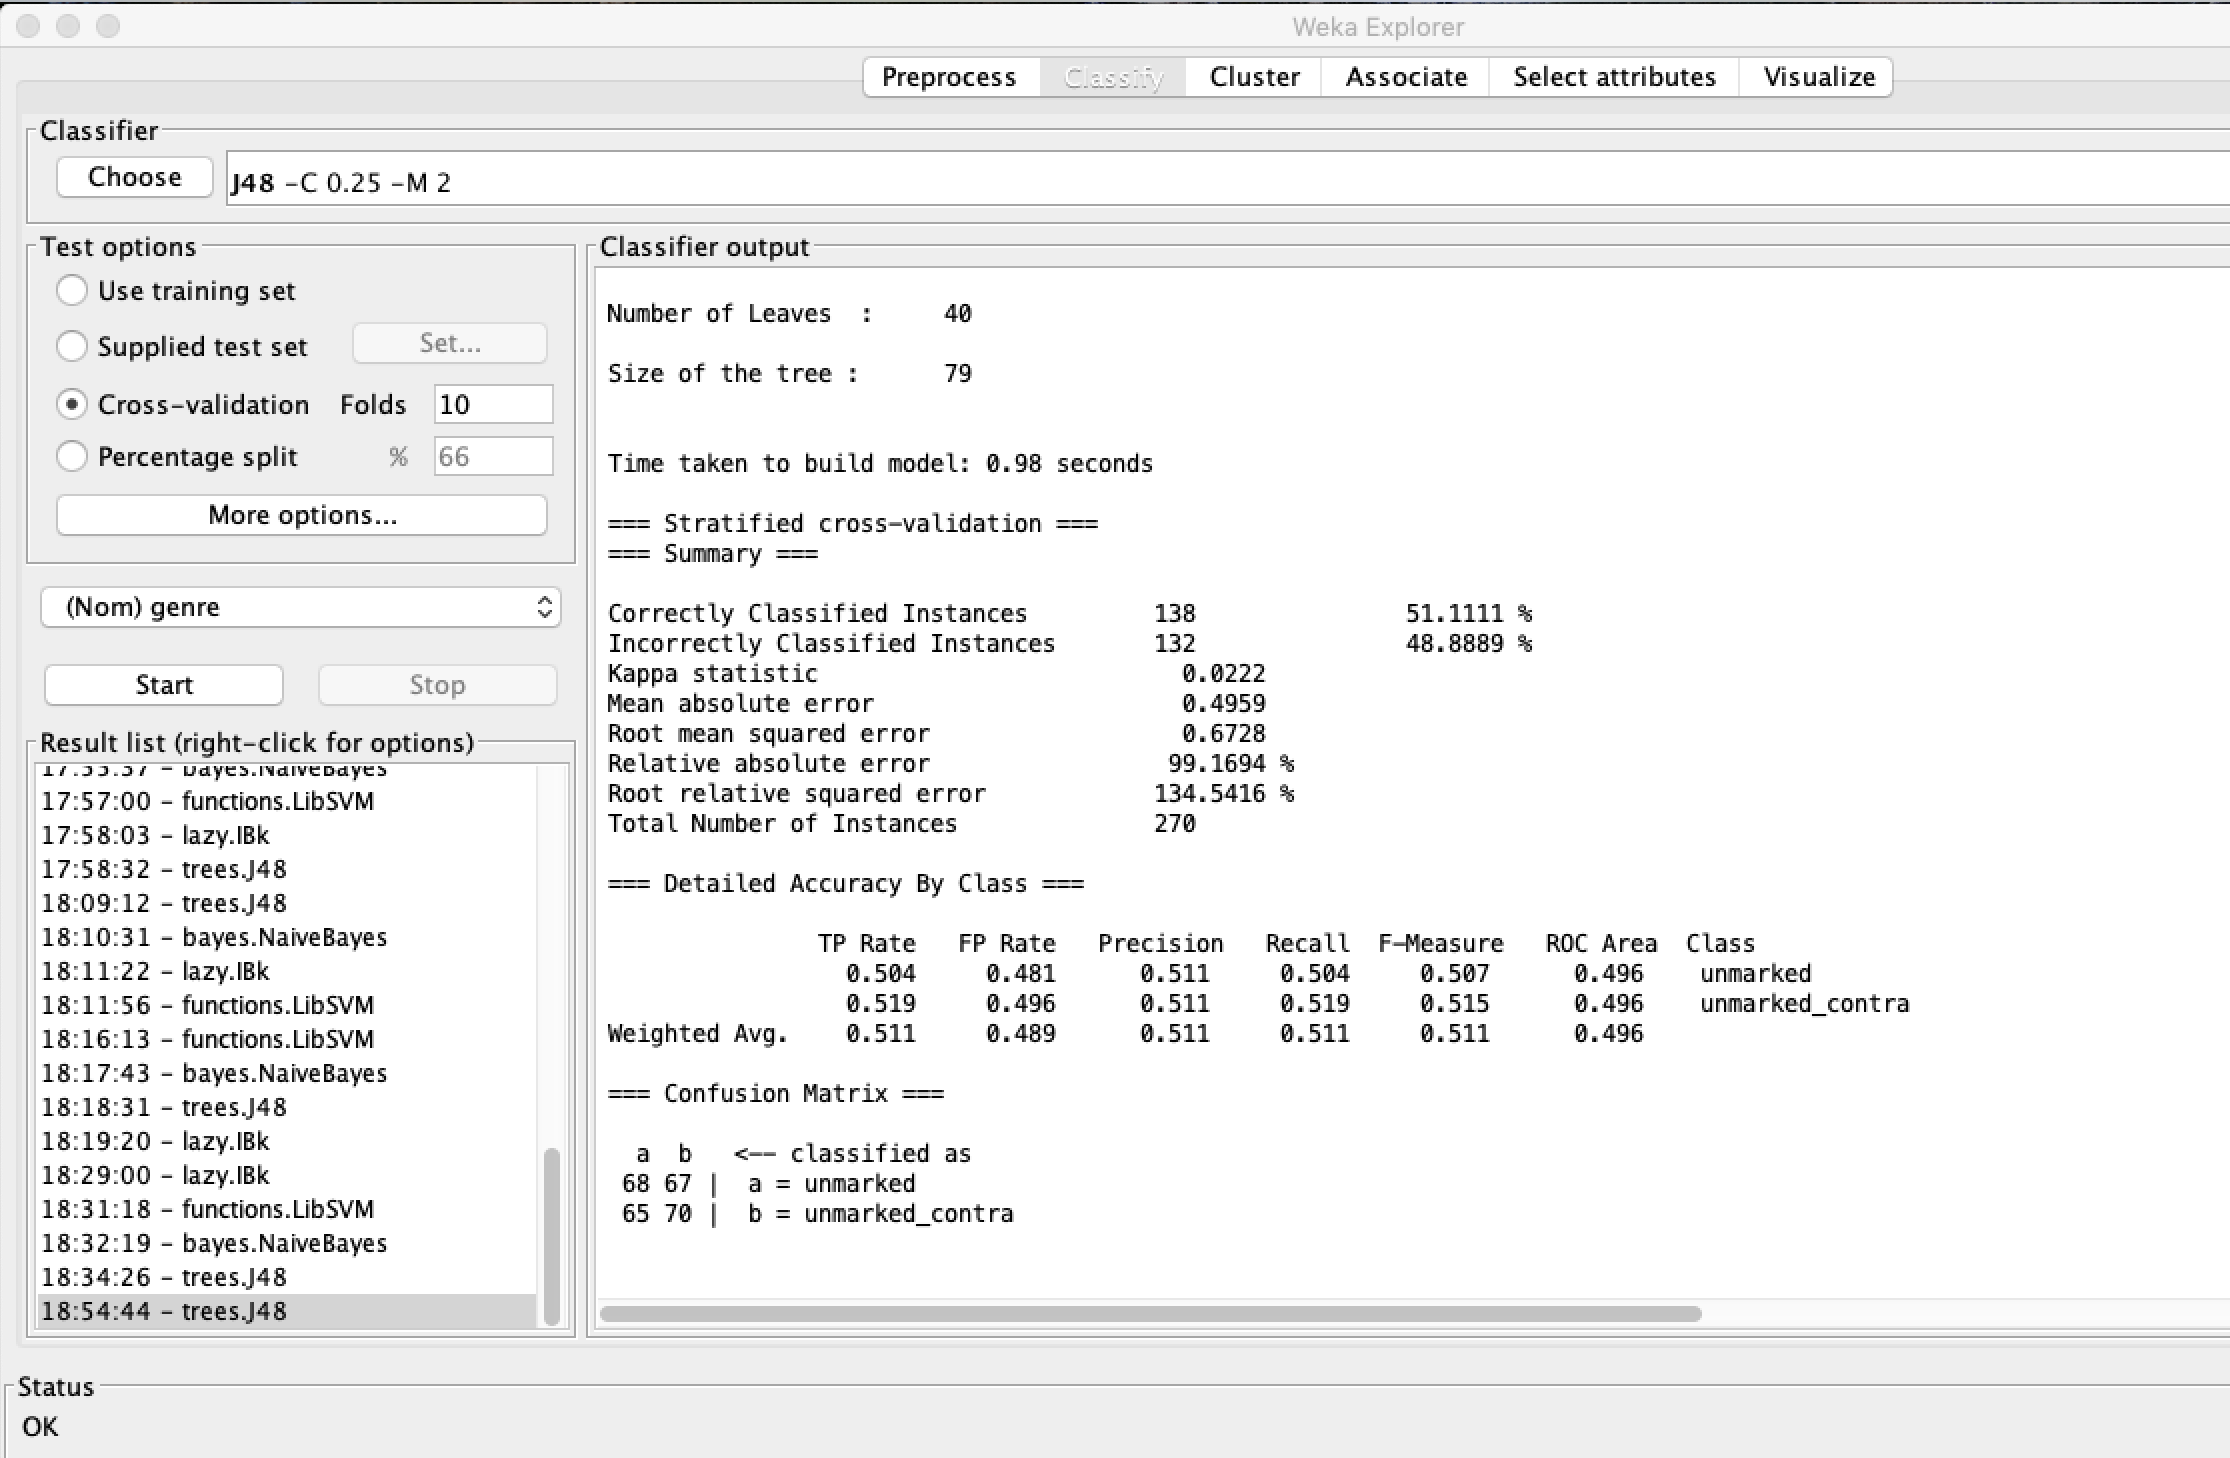 Weka Explorer
Preprocess Classify Cluster Associate Select attributes Visualize
Classifier
Choose J48 -C 0.25 -M 2
Test options
Use training set
Supplied test set Set...
Cross-validation Folds 10
Percentage split % 66
More options...
(Nom) genre
Start Stop
Result list (right-click for options)
17:55:37 - bayes.NaiveBayes
17:57:00 - functions.LibSVM
17:58:03 - lazy.IBk
17:58:32 - trees.J48
18:09:12 - trees.J48
18:10:31 - bayes.NaiveBayes
18:11:22 - lazy.IBk
18:11:56 - functions.LibSVM
18:16:13 - functions.LibSVM
18:17:43 - bayes.NaiveBayes
18:18:31 - trees.J48
18:19:20 - lazy.IBk
18:29:00 - lazy.IBk
18:31:18 - functions.LibSVM
18:32:19 - bayes.NaiveBayes
18:34:26 - trees.J48
18:54:44 - trees.J48
Classifier output
Number of Leaves : 40
Size of the tree : 79
Time taken to build model: 0.98 seconds
=== Stratified cross-validation ===
=== Summary ===
Correctly Classified Instances 138 51.1111 %
Incorrectly Classified Instances 132 48.8889 %
Kappa statistic 0.0222
Mean absolute error 0.4959
Root mean squared error 0.6728
Relative absolute error 99.1694 %
Root relative squared error 134.5416 %
Total Number of Instances 270
=== Detailed Accuracy By Class ===
TP Rate FP Rate Precision Recall F-Measure ROC Area Class
0.504 0.481 0.511 0.504 0.507 0.496 unmarked
0.519 0.496 0.511 0.519 0.515 0.496 unmarked_contra
Weighted Avg. 0.511 0.489 0.511 0.511 0.511 0.496
=== Confusion Matrix ===
a b <-- classified as
68 67 | a = unmarked
65 70 | b = unmarked_contra
Status
OK